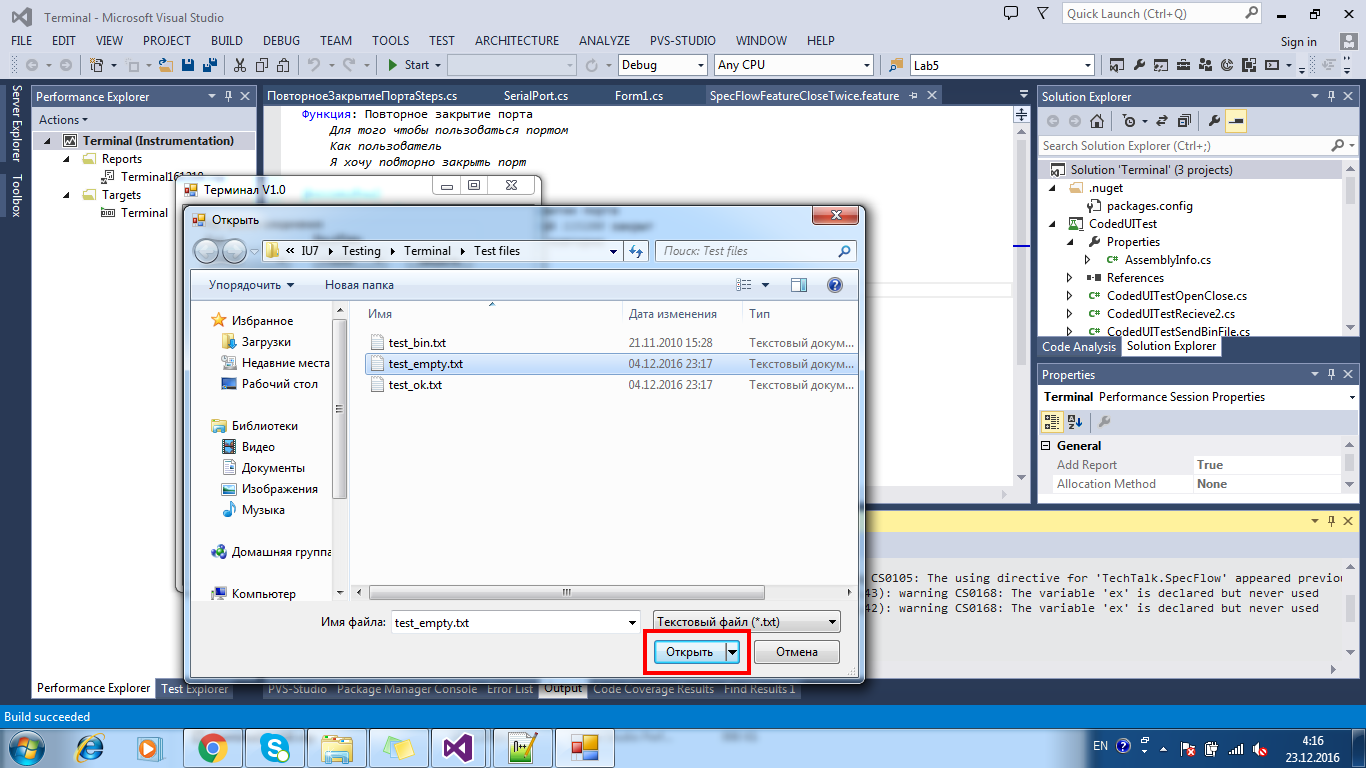 Terminal - Microsoft Visual Studio
Quick Launch (Ctrl+Q)
FILE EDIT VIEW PROJECT BUILD DEBUG TEAM TOOLS TEST ARCHITECTURE ANALYZE PVS-STUDIO WINDOW HELP
Sign in
Start Debug Any CPU Lab5
Server Explorer
Toolbox
Performance Explorer
Actions
Terminal (Instrumentation)
Reports
Targets
Terminal
ПовторноеЗакрытиеПортаSteps.cs SerialPort.cs Form1.cs SpecFlowFeatureCloseTwice.feature
Функция: Повторное закрытие порта
Для того чтобы пользоваться портом
Как пользователь
Я хочу повторно закрыть порт
Терминал V1.0
Открыть
« IU7 Testing Terminal Test files
Поиск: Test files
Упорядочить Новая папка
Избранное
Загрузки
Недавние места
Рабочий стол
Библиотеки
Видео
Документы
Изображения
Музыка
Домашняя группа
Компьютер
Имя Дата изменения Тип
test_bin.txt 21.11.2010 15:28 Текстовый докум...
test_empty.txt 04.12.2016 23:17 Текстовый докум...
test_ok.txt 04.12.2016 23:17 Текстовый докум...
Имя файла: test_empty.txt Текстовый файл (*.txt)
Открыть Отмена
Solution Explorer
Search Solution Explorer (Ctrl+;)
Solution 'Terminal' (3 projects)
.nuget
packages.config
CodedUITest
Properties
AssemblyInfo.cs
References
CodedUITestOpenClose.cs
CodedUITestRecieve2.cs
CodedUITestSendBinFile.cs
Code Analysis Solution Explorer
Properties
Terminal Performance Session Properties
General
Add Report True
Allocation Method None
CS0105: The using directive for 'TechTalk.SpecFlow' appeared previou
43): warning CS0168: The variable 'ex' is declared but never used
42): warning CS0168: The variable 'ex' is declared but never used
Performance Explorer Test Explorer
PVS-Studio Package Manager Console Error List Output Code Coverage Results Find Results 1
Build succeeded
EN
4:16
23.12.2016